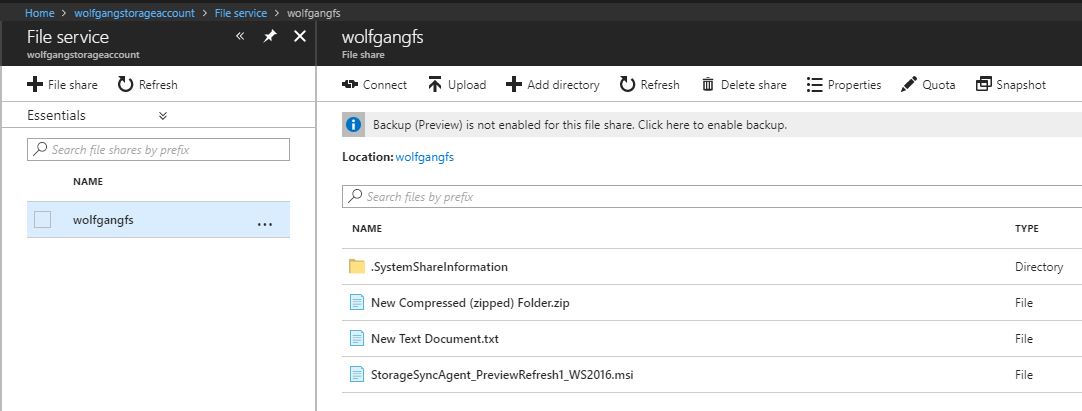 Home > wolfgangstorageaccount > File service > wolfgangfs
File service
wolfgangstorageaccount
File share Refresh
Essentials
Search file shares by prefix
NAME
wolfgangfs ...
wolfgangfs
File share
Connect Upload Add directory Refresh Delete share Properties Quota Snapshot
Backup (Preview) is not enabled for this file share. Click here to enable backup.
Location: wolfgangfs
Search files by prefix
NAME TYPE
.SystemShareInformation Directory
New Compressed (zipped) Folder.zip File
New Text Document.txt File
StorageSyncAgent_PreviewRefresh1_WS2016.msi File